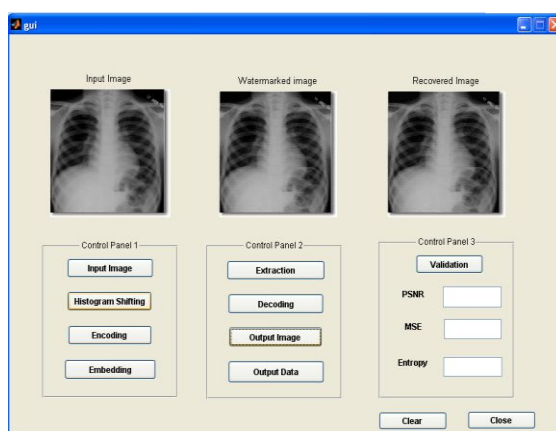 gui
Input Image
Watermarked image
Recovered Image
Control Panel 1
Input Image
Histogram Shifting
Encoding
Embedding
Control Panel 2
Extraction
Decoding
Output Image
Output Data
Control Panel 3
Validation
PSNR
MSE
Entropy
Clear
Close